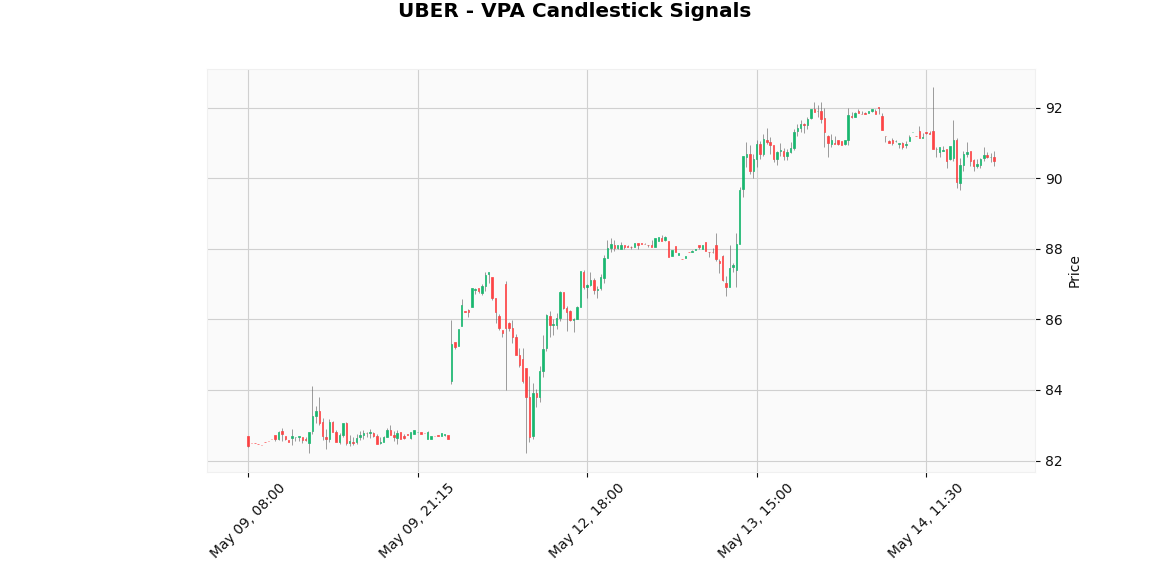 UBER - VPA Candlestick Signals
92
90
88
86
84
82
Price
May 09, 08:00
May 09, 21:15
May 12, 18:00
May 13, 15:00
May 14, 11:30